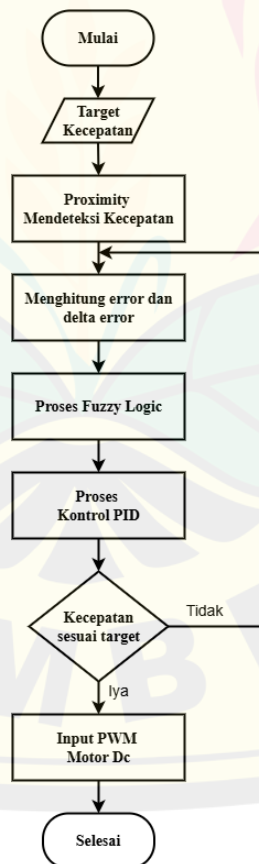 Mulai
Target
Kecepatan
Proximity
Mendeteksi Kecepatan
Menghitung error dan
delta error
Proses Fuzzy Logic
Proses
Kontrol PID
Kecepatan
sesuai target
Tidak
Iya
Input PWM
Motor Dc
Selesai